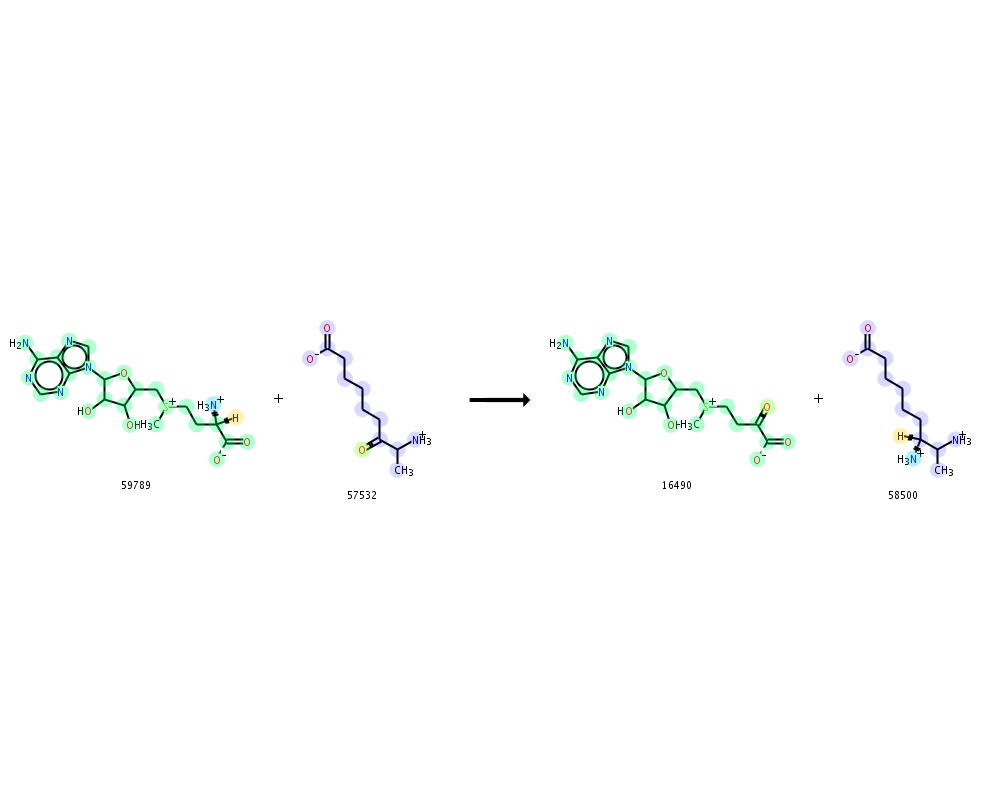 O
O
H₂N N O⁻ H₂N N O⁻
N N O N N O O
N N S⁺ H₃N⁺ H + N N S⁺ + H NH₃⁺
HO O NH₃⁺ HO O H₃N⁺
OH H₃C O O CH₃ OH H₃C O CH₃
O⁻ O⁻
59789 57532 16490 58500